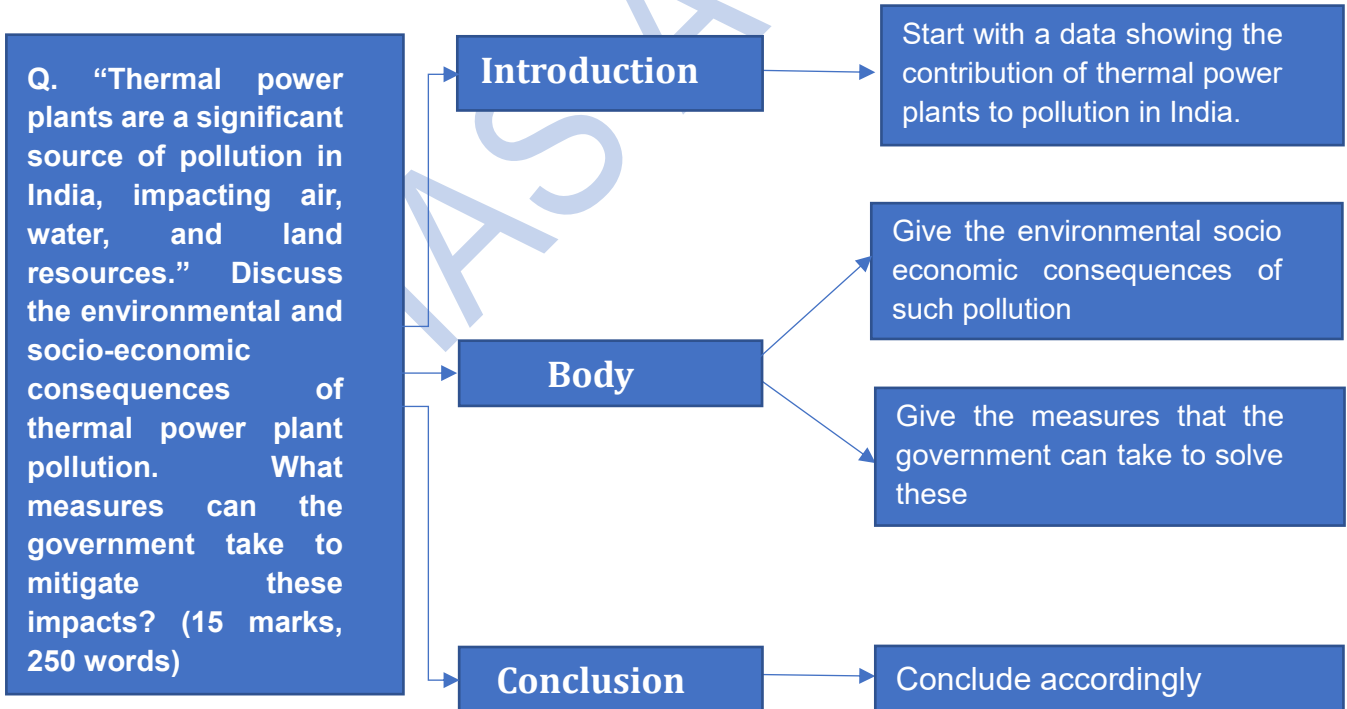 Q. “Thermal power
plants are a significant
source of pollution in
India, impacting air,
water, and land
resources.” Discuss
the environmental and
socio-economic
consequences of
thermal power plant
pollution. What
measures can the
government take to
mitigate these
impacts? (15 marks,
250 words)
Introduction
Start with a data showing the
contribution of thermal power
plants to pollution in India.
Body
Give the environmental socio
economic consequences of
such pollution
Give the measures that the
government can take to solve
these
Conclusion
Conclude accordingly
IAS A